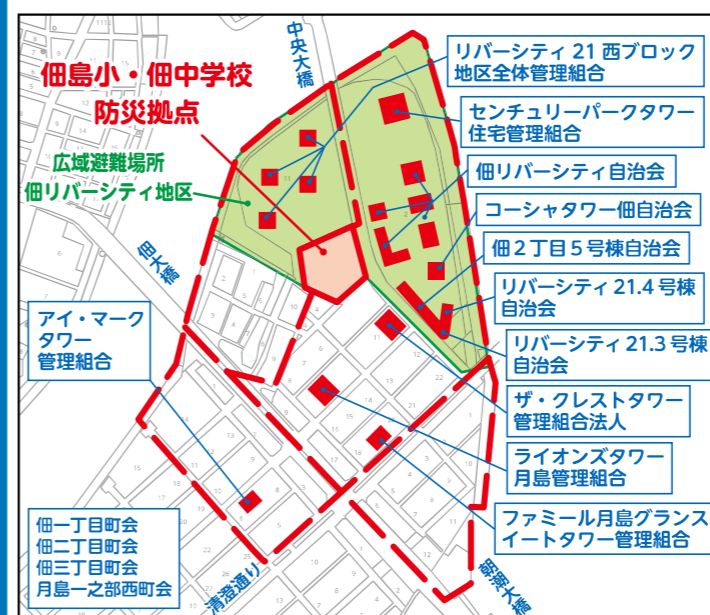 佃島小・佃中学校
防災拠点
広域避難場所
佃リバーシティ地区
中央大橋
佃大橋
リバーシティ21西ブロック
地区全体管理組合
センチュリーパークタワー
住宅管理組合
佃リバーシティ自治会
コーシャタワー佃自治会
佃2丁目5号棟自治会
リバーシティ21.4号棟
自治会
リバーシティ21.3号棟
自治会
ザ・クレストタワー
管理組合法人
ライオンズタワー
月島管理組合
ファミール月島グランス
イートタワー管理組合
アイ・マーク
タワー
管理組合
佃一丁目町会
佃二丁目町会
佃三丁目町会
月島一之部西町会
清澄通り
朝潮大橋